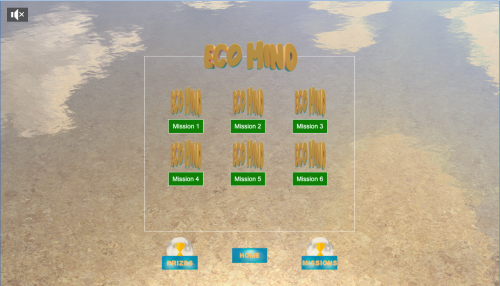 ECO MIND
ECO MIND ECO MIND ECO MIND
Mission 1 Mission 2 Mission 3
ECO MIND ECO MIND ECO MIND
Mission 4 Mission 5 Mission 6
PRIZES HOME MISSIONS